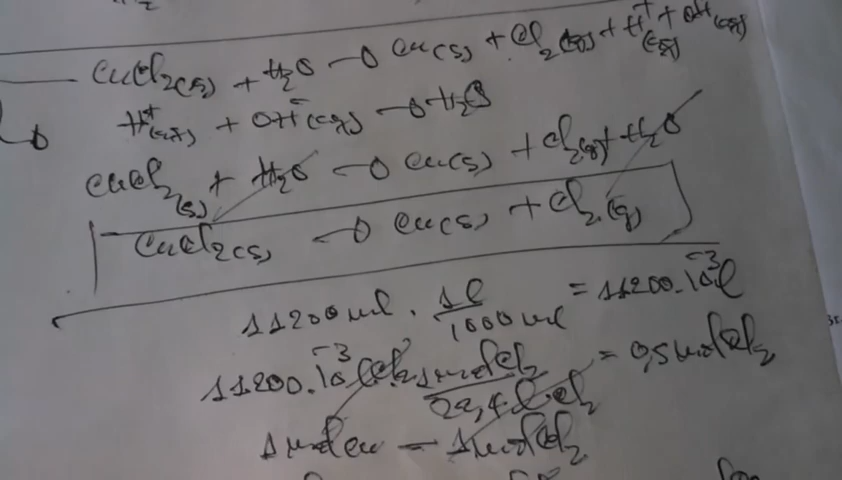 CuCl₂(s) + H₂O → Cu(s) + Cl₂(g) + H⁺(aq) + OH⁻(aq)
H⁺(aq) + OH⁻(aq) → H₂O
CuCl₂(s) + H₂O → Cu(s) + Cl₂(g) + H₂O
CuCl₂(s) → Cu(s) + Cl₂(g)
11200 ml . 1l/1000 ml = 11200.10⁻³ l
11200.10⁻³ l Cl₂ 1 mol Cl₂/22,4 l Cl₂ = 0,5 mol Cl₂
1 mol Cu — 1 mol Cl₂